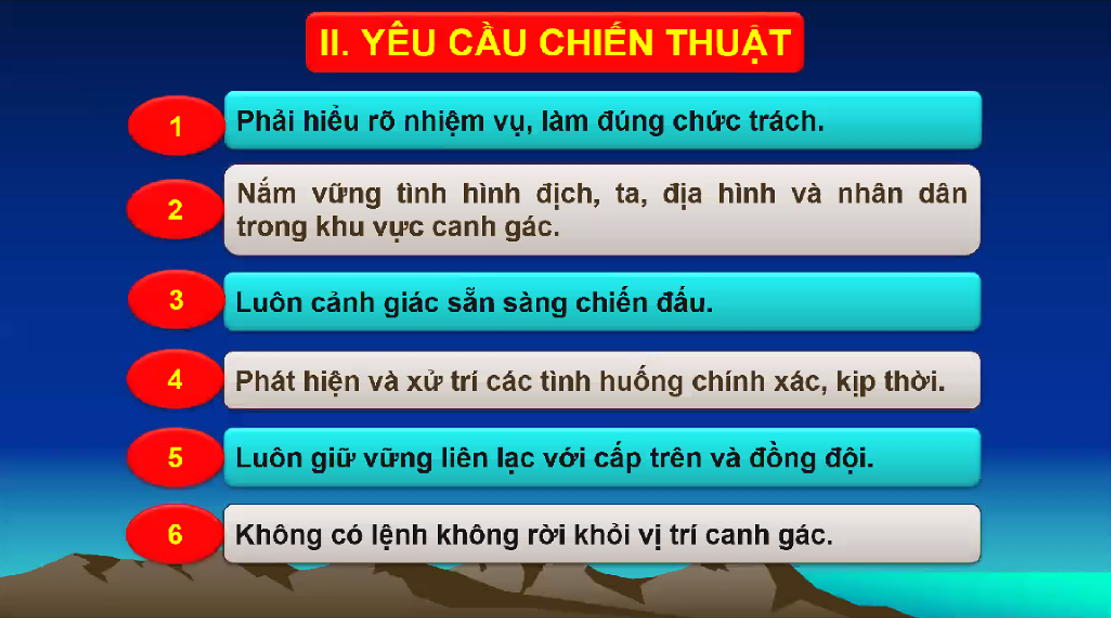 II. YÊU CẦU CHIẾN THUẬT
1
Phải hiểu rõ nhiệm vụ, làm đúng chức trách.
2
Nắm vững tình hình địch, ta, địa hình và nhân dân
trong khu vực canh gác.
3
Luôn cảnh giác sẵn sàng chiến đấu.
4
Phát hiện và xử trí các tình huống chính xác, kịp thời.
5
Luôn giữ vững liên lạc với cấp trên và đồng đội.
6
Không có lệnh không rời khỏi vị trí canh gác.